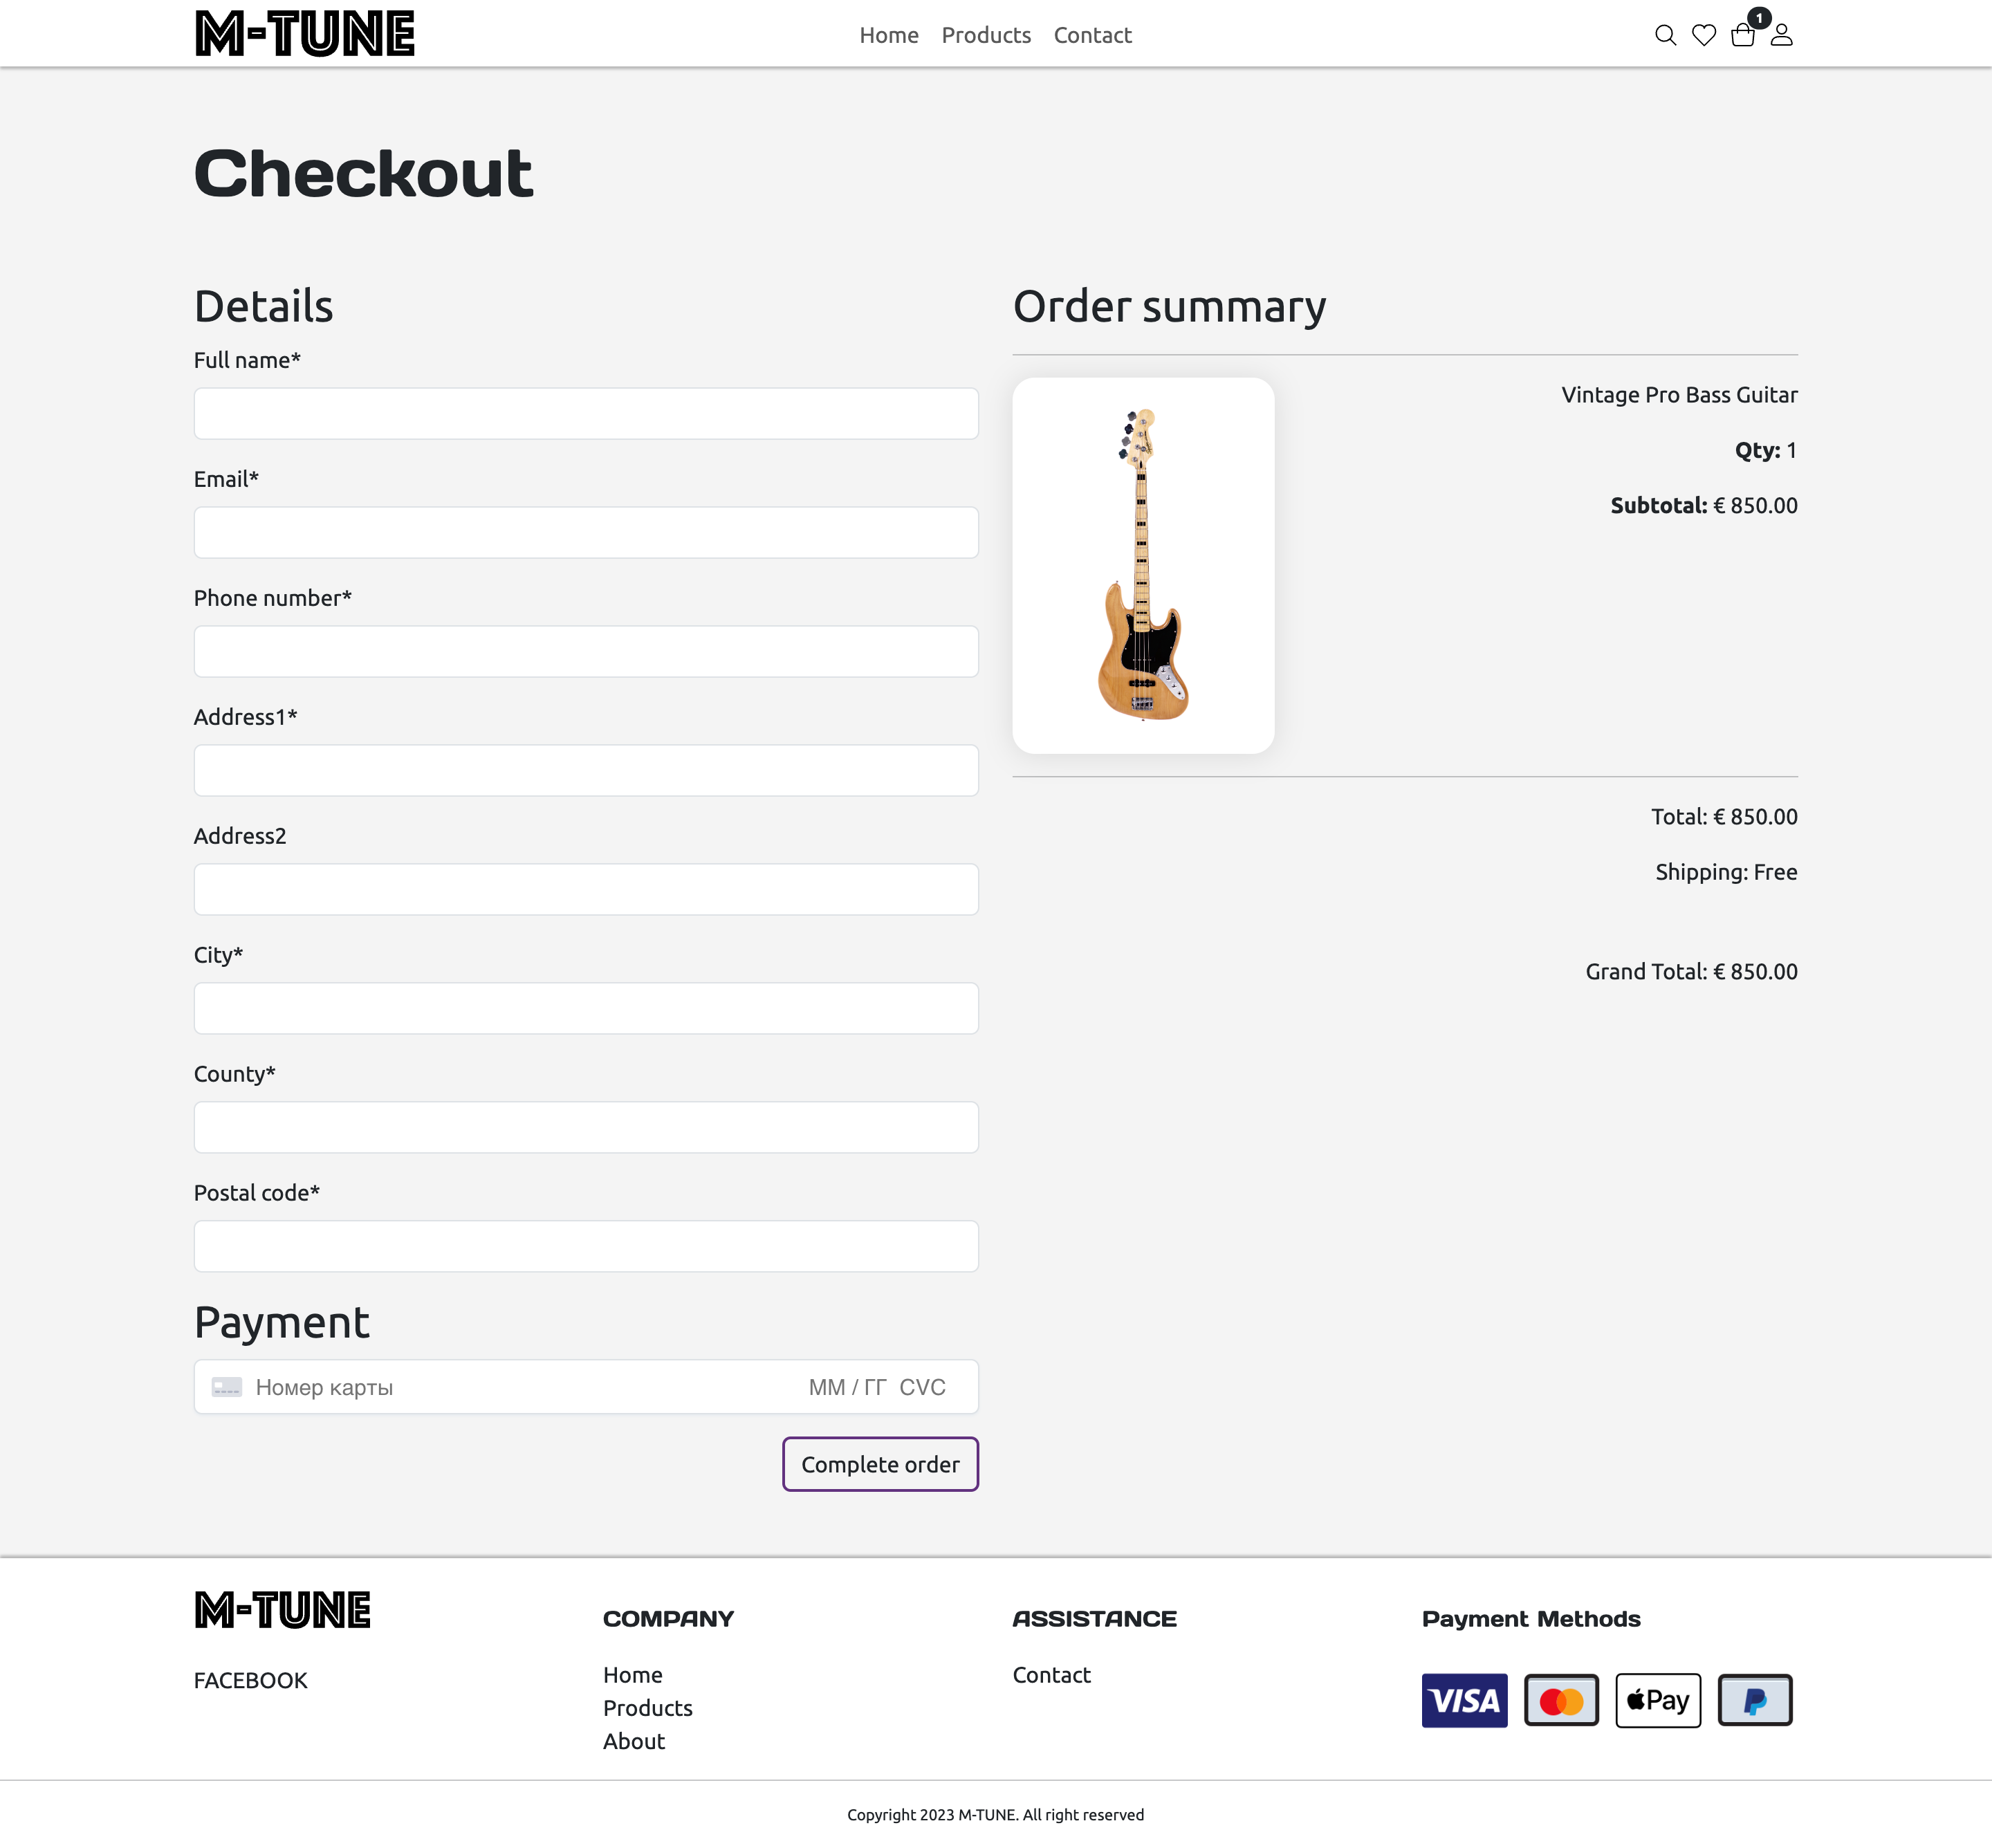 M-TUNE
Home Products Contact
1
Checkout
Details
Full name*
Email*
Phone number*
Address1*
Address2
City*
County*
Postal code*
Payment
Номер карты ММ / ГГ CVC
Complete order
Order summary
Vintage Pro Bass Guitar
Qty: 1
Subtotal: € 850.00
Total: € 850.00
Shipping: Free
Grand Total: € 850.00
M-TUNE
FACEBOOK
COMPANY
Home
Products
About
ASSISTANCE
Contact
Payment Methods
VISA
Pay
Copyright 2023 M-TUNE. All right reserved